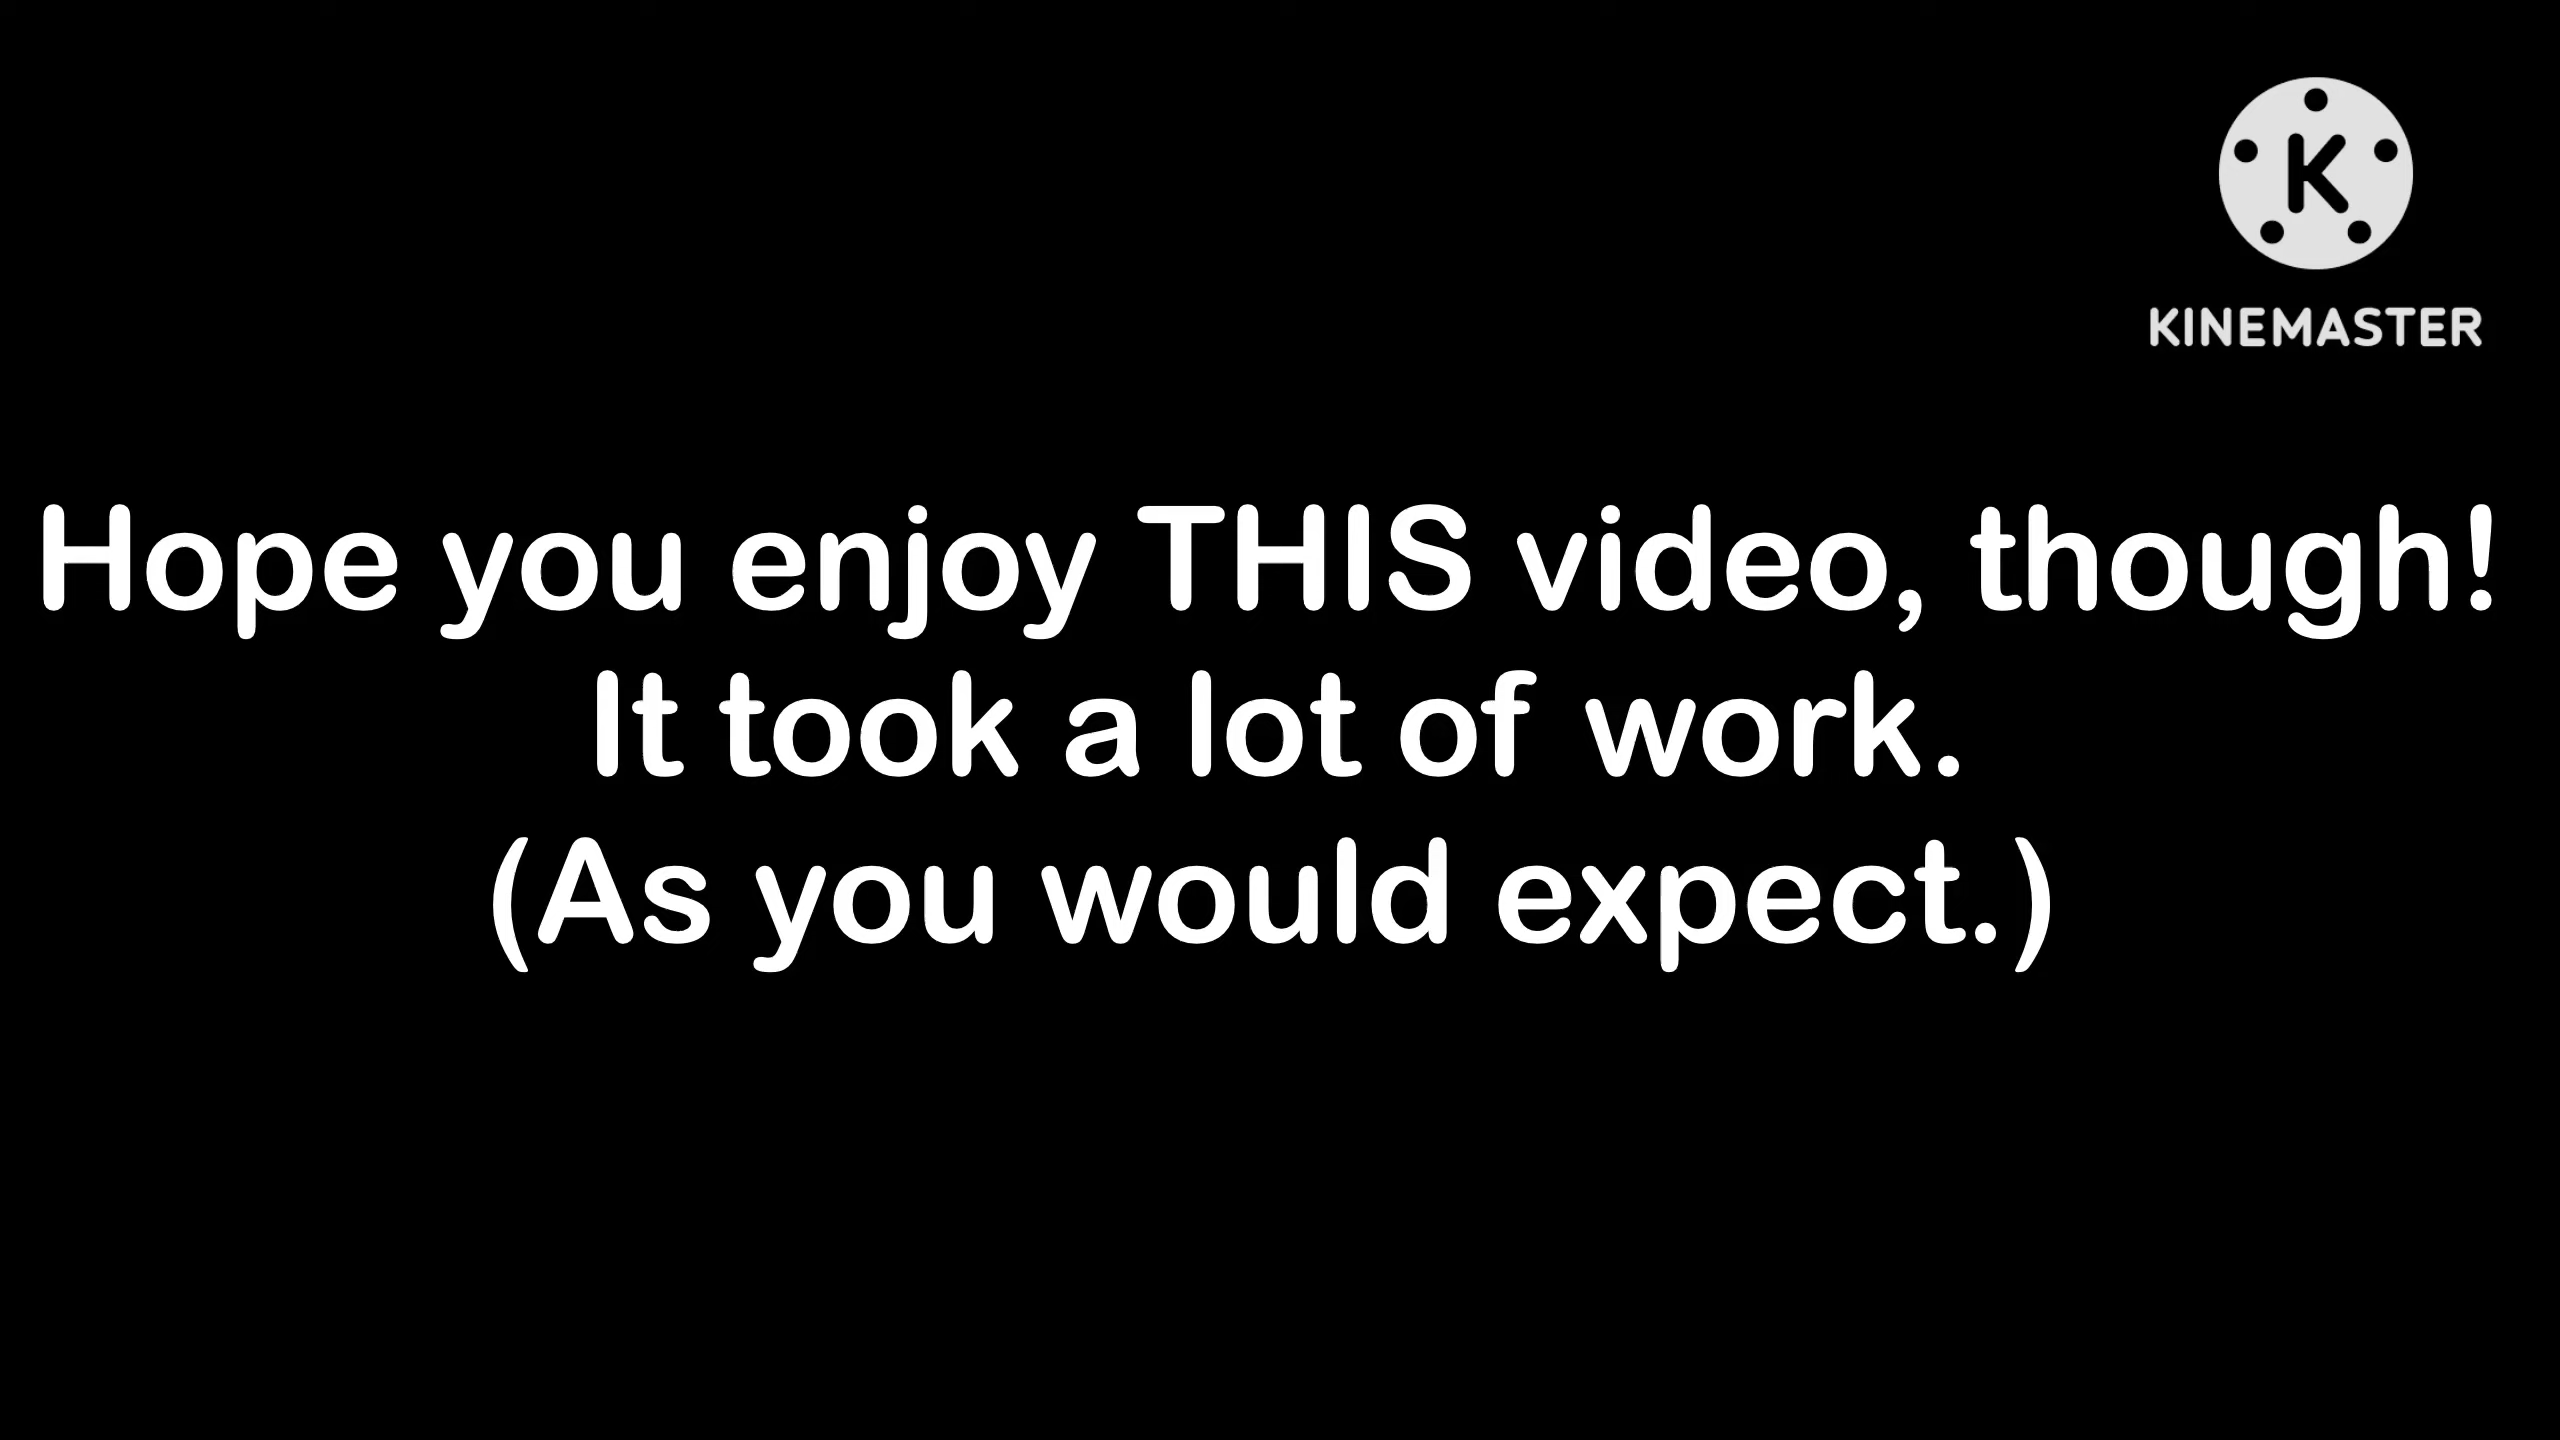 K
KINEMASTER
Hope you enjoy THIS video, though!
It took a lot of work.
(As you would expect.)